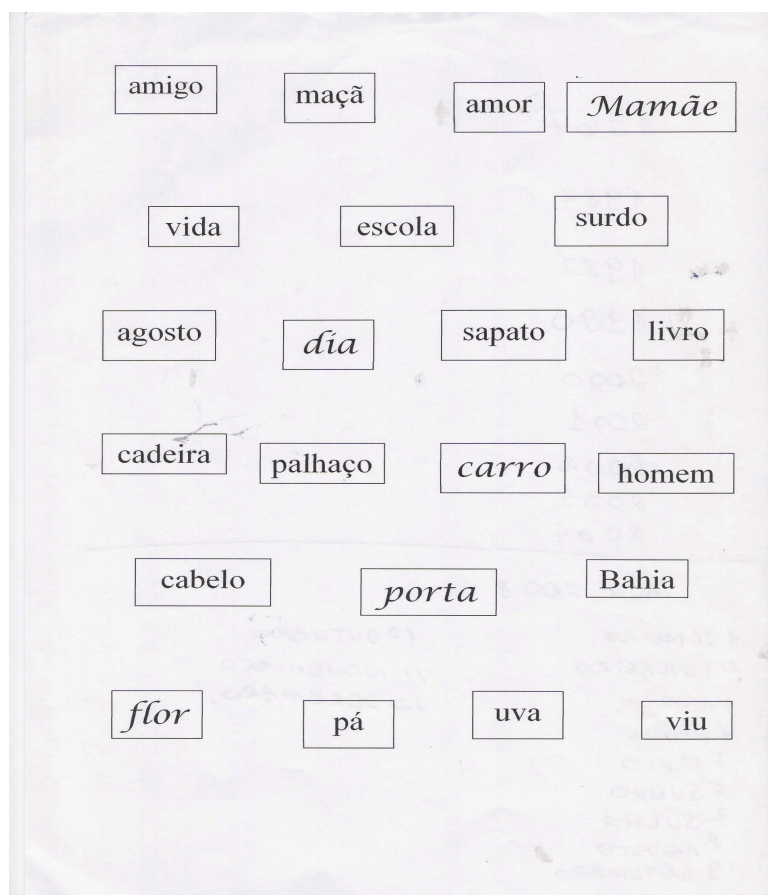 amigo maçã amor Mamãe
vida escola surdo
agosto dia sapato livro
cadeira palhaço carro homem
cabelo porta Bahia
flor pá uva viu